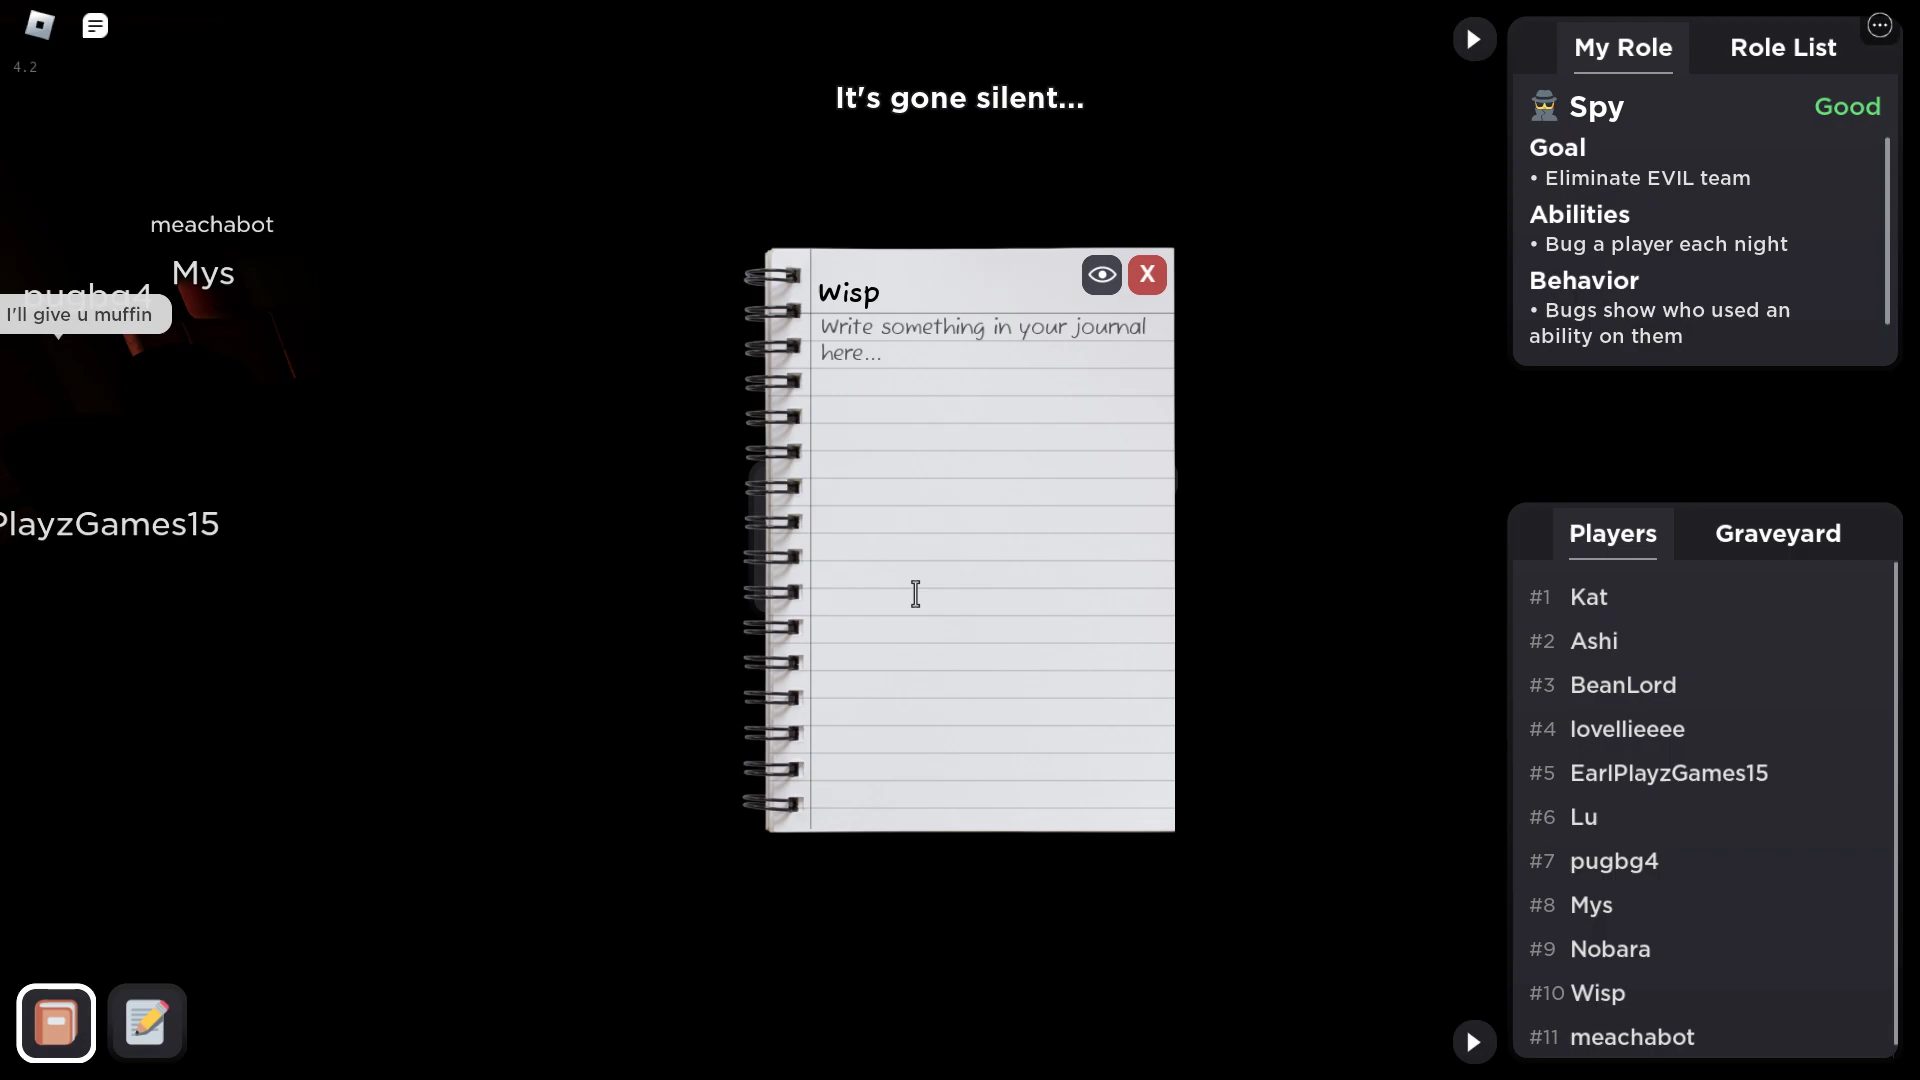 4.2
It's gone silent...
meachabot
Mys
pugbg4
I'll give u muffin
PlayzGames15
Wisp
X
Write something in your journal
here...
My Role
Role List
Spy
Good
Goal
• Eliminate EVIL team
Abilities
• Bug a player each night
Behavior
• Bugs show who used an
ability on them
Players
Graveyard
#1 Kat
#2 Ashi
#3 BeanLord
#4 lovellieeee
#5 EarlPlayzGames15
#6 Lu
#7 pugbg4
#8 Mys
#9 Nobara
#10 Wisp
#11 meachabot